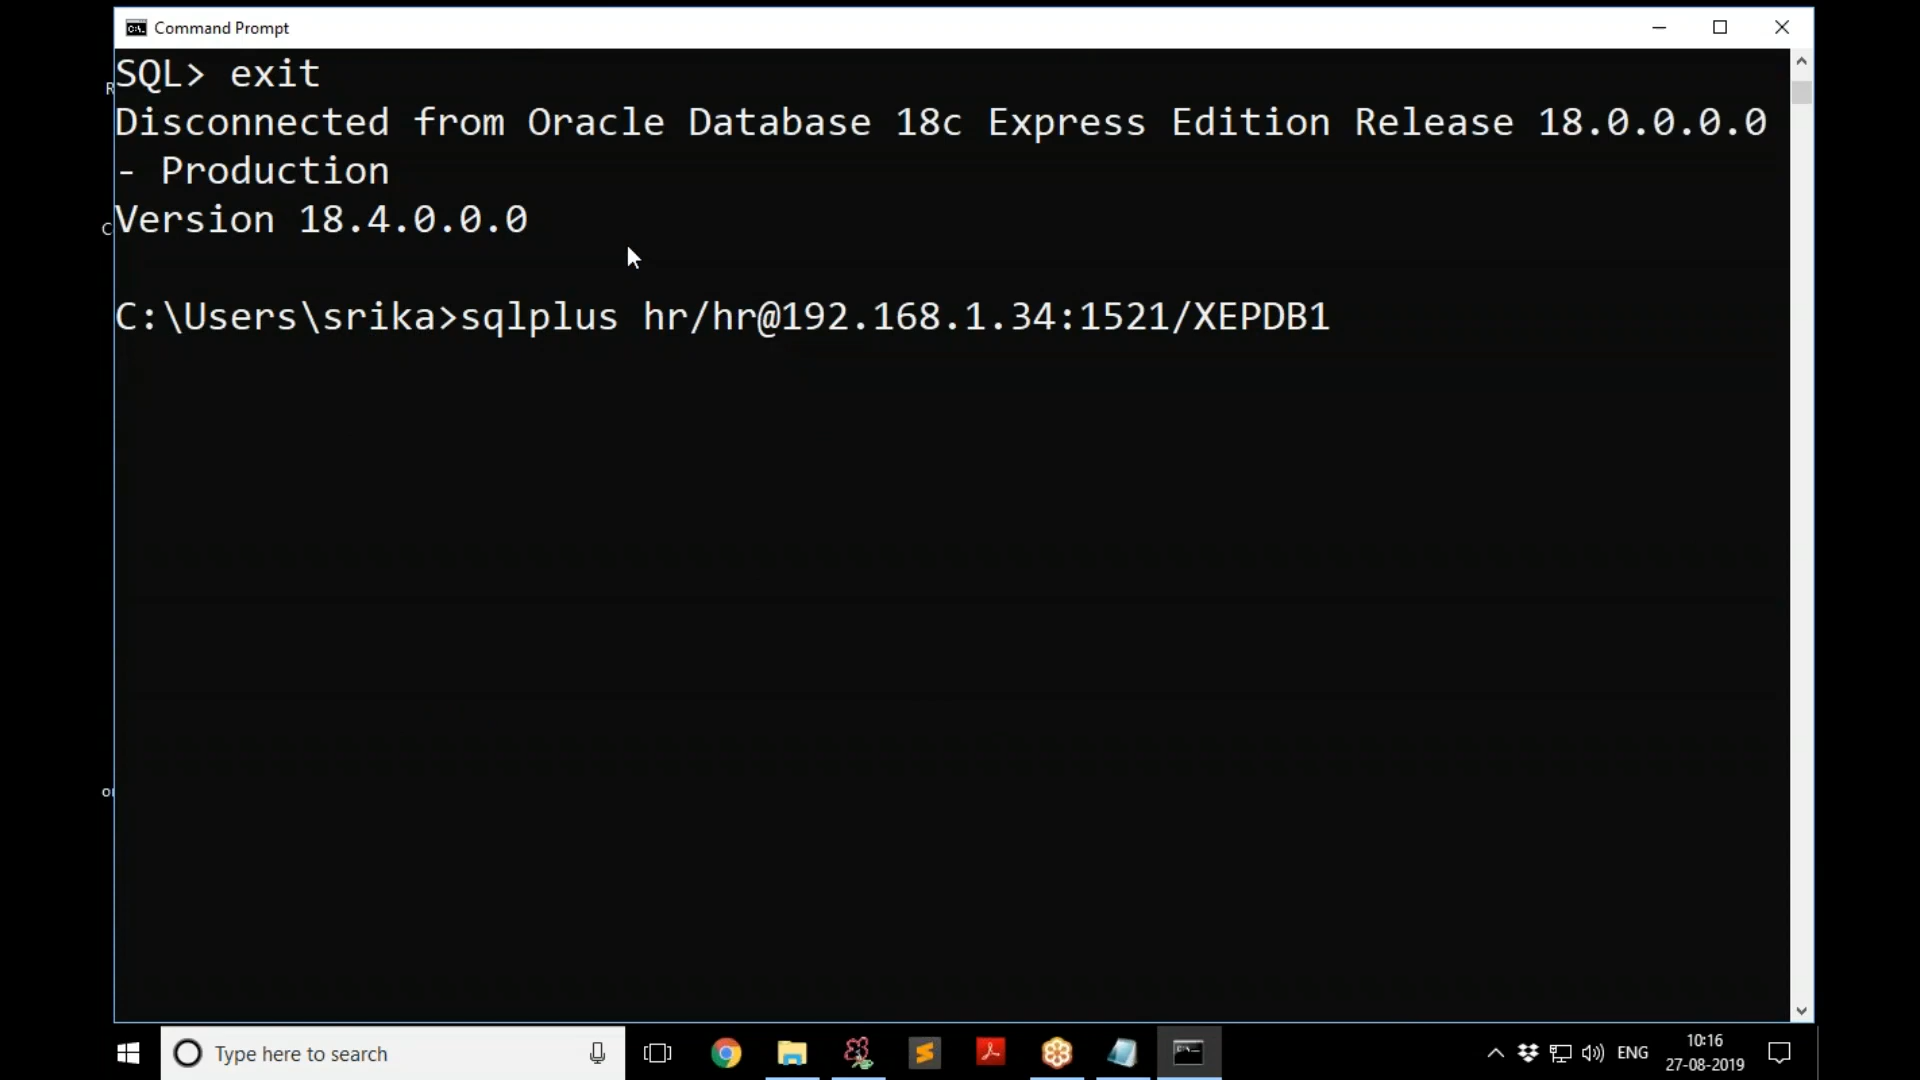 Command Prompt
SQL> exit
Disconnected from Oracle Database 18c Express Edition Release 18.0.0.0.0
- Production
Version 18.4.0.0.0
C:\Users\srika>sqlplus hr/hr@192.168.1.34:1521/XEPDB1
Type here to search
ENG
10:16
27-08-2019